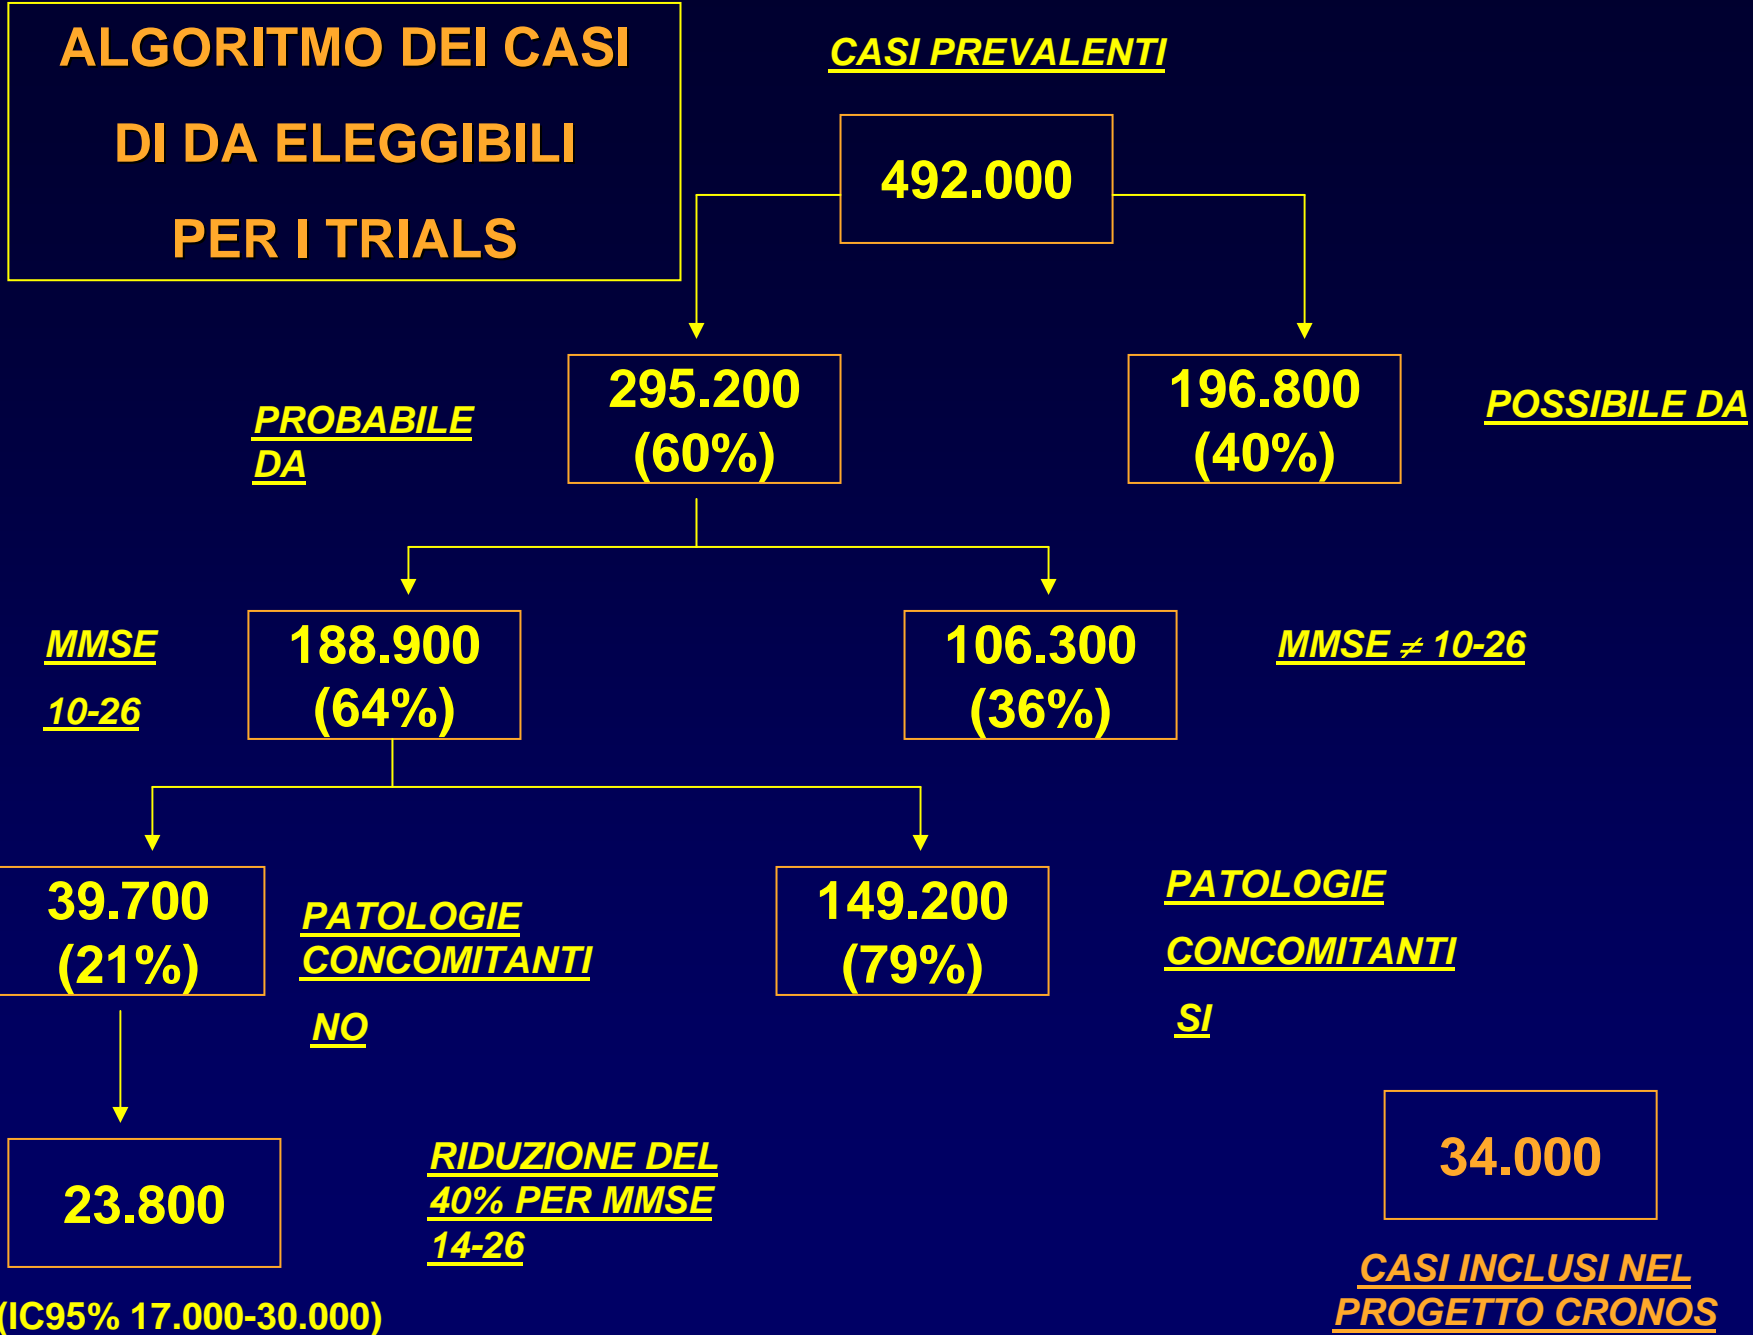 ALGORITMO DEI CASI
DI DA ELEGGIBILI
PER I TRIALS
CASI PREVALENTI
492.000
PROBABILE
DA
295.200
(60%)
196.800
(40%)
POSSIBILE DA
MMSE
10-26
188.900
(64%)
106.300
(36%)
MMSE ≠ 10-26
39.700
(21%)
PATOLOGIE
CONCOMITANTI
NO
149.200
(79%)
PATOLOGIE
CONCOMITANTI
SI
23.800
RIDUZIONE DEL
40% PER MMSE
14-26
(IC95% 17.000-30.000)
34.000
CASI INCLUSI NEL
PROGETTO CRONOS